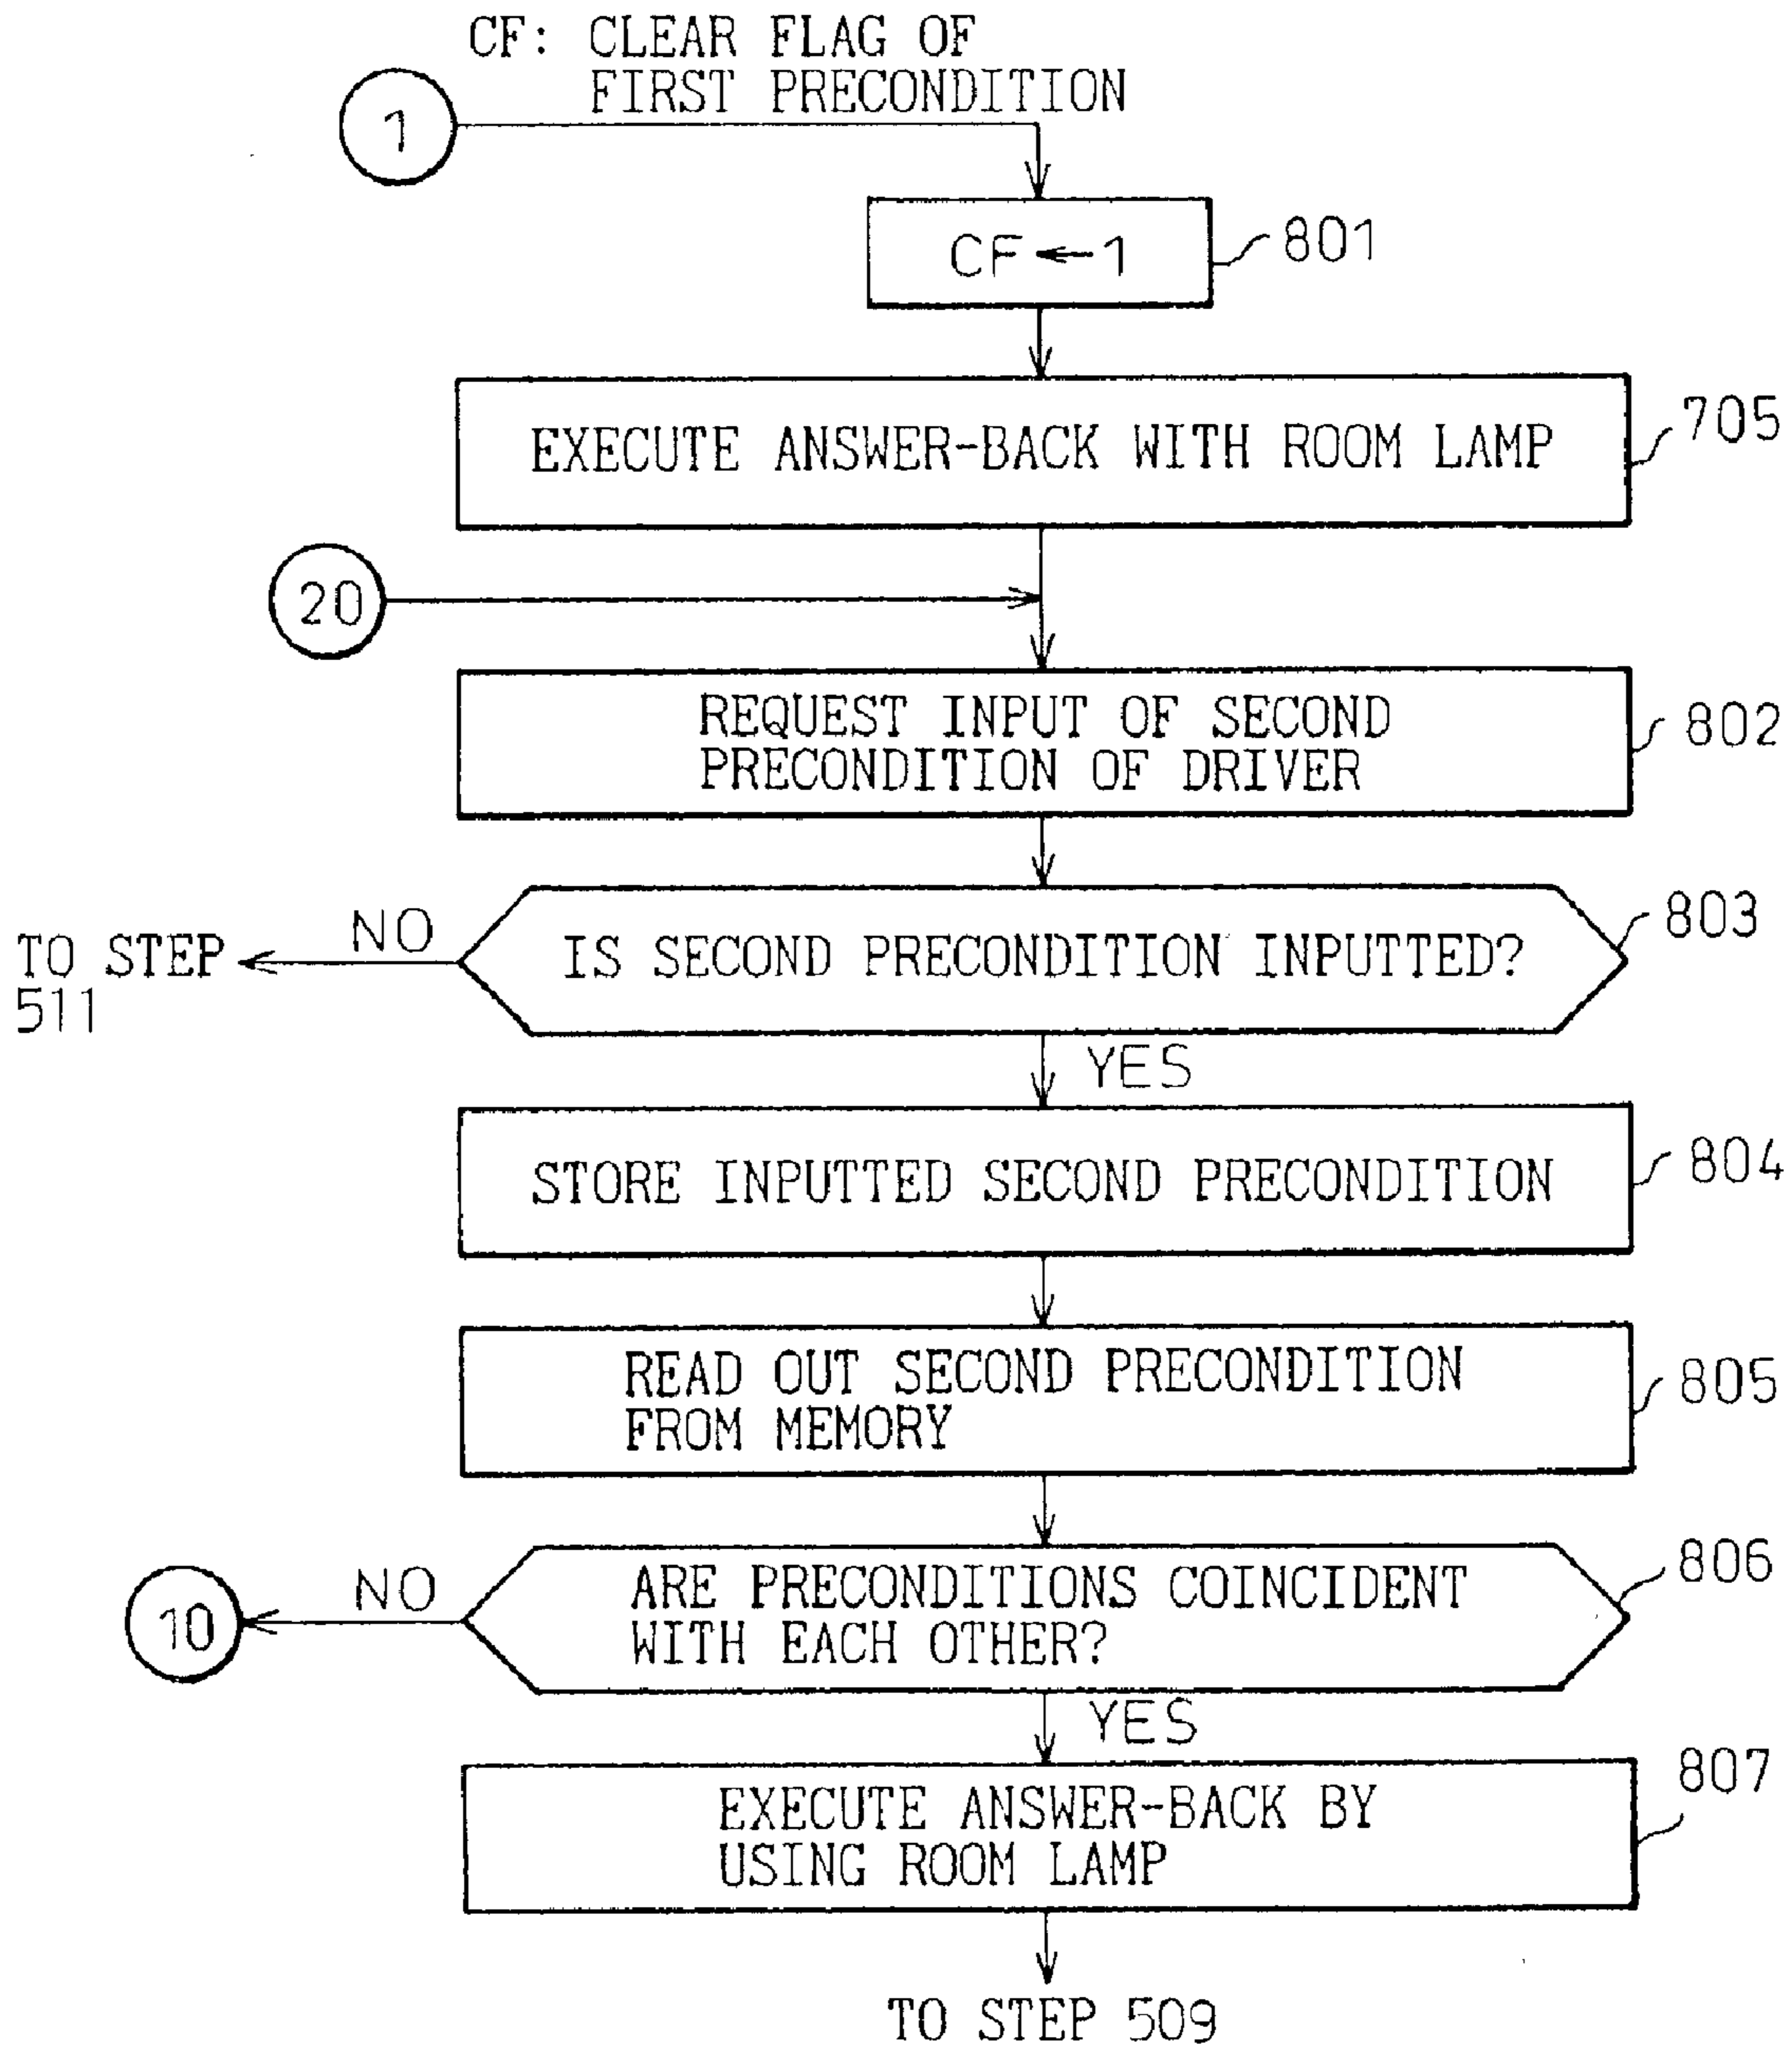 CF: CLEAR FLAG OF
FIRST PRECONDITION
1
CF ← 1
801
EXECUTE ANSWER-BACK WITH ROOM LAMP
705
20
REQUEST INPUT OF SECOND
PRECONDITION OF DRIVER
802
IS SECOND PRECONDITION INPUTTED?
803
NO
TO STEP
511
YES
STORE INPUTTED SECOND PRECONDITION
804
READ OUT SECOND PRECONDITION
FROM MEMORY
805
ARE PRECONDITIONS COINCIDENT
WITH EACH OTHER?
806
NO
10
YES
EXECUTE ANSWER-BACK BY
USING ROOM LAMP
807
TO STEP 509